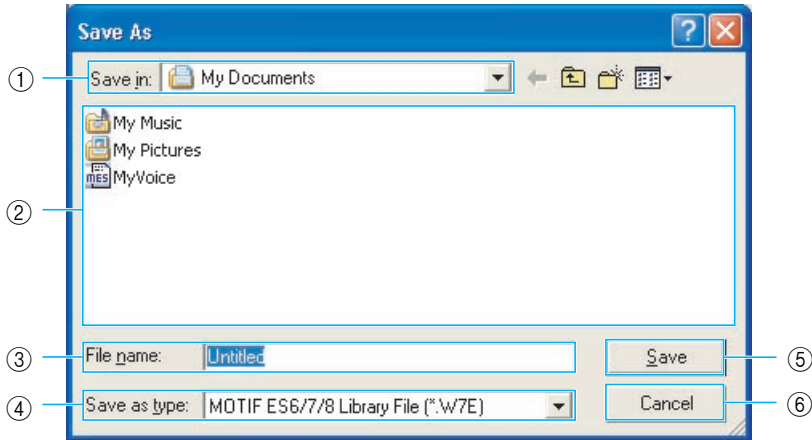 Save As
① Save in: My Documents
My Music
My Pictures
mes MyVoice
②
③ File name: Untitled Save ⑤
④ Save as type: MOTIF ES6/7/8 Library File (*.W7E) Cancel ⑥